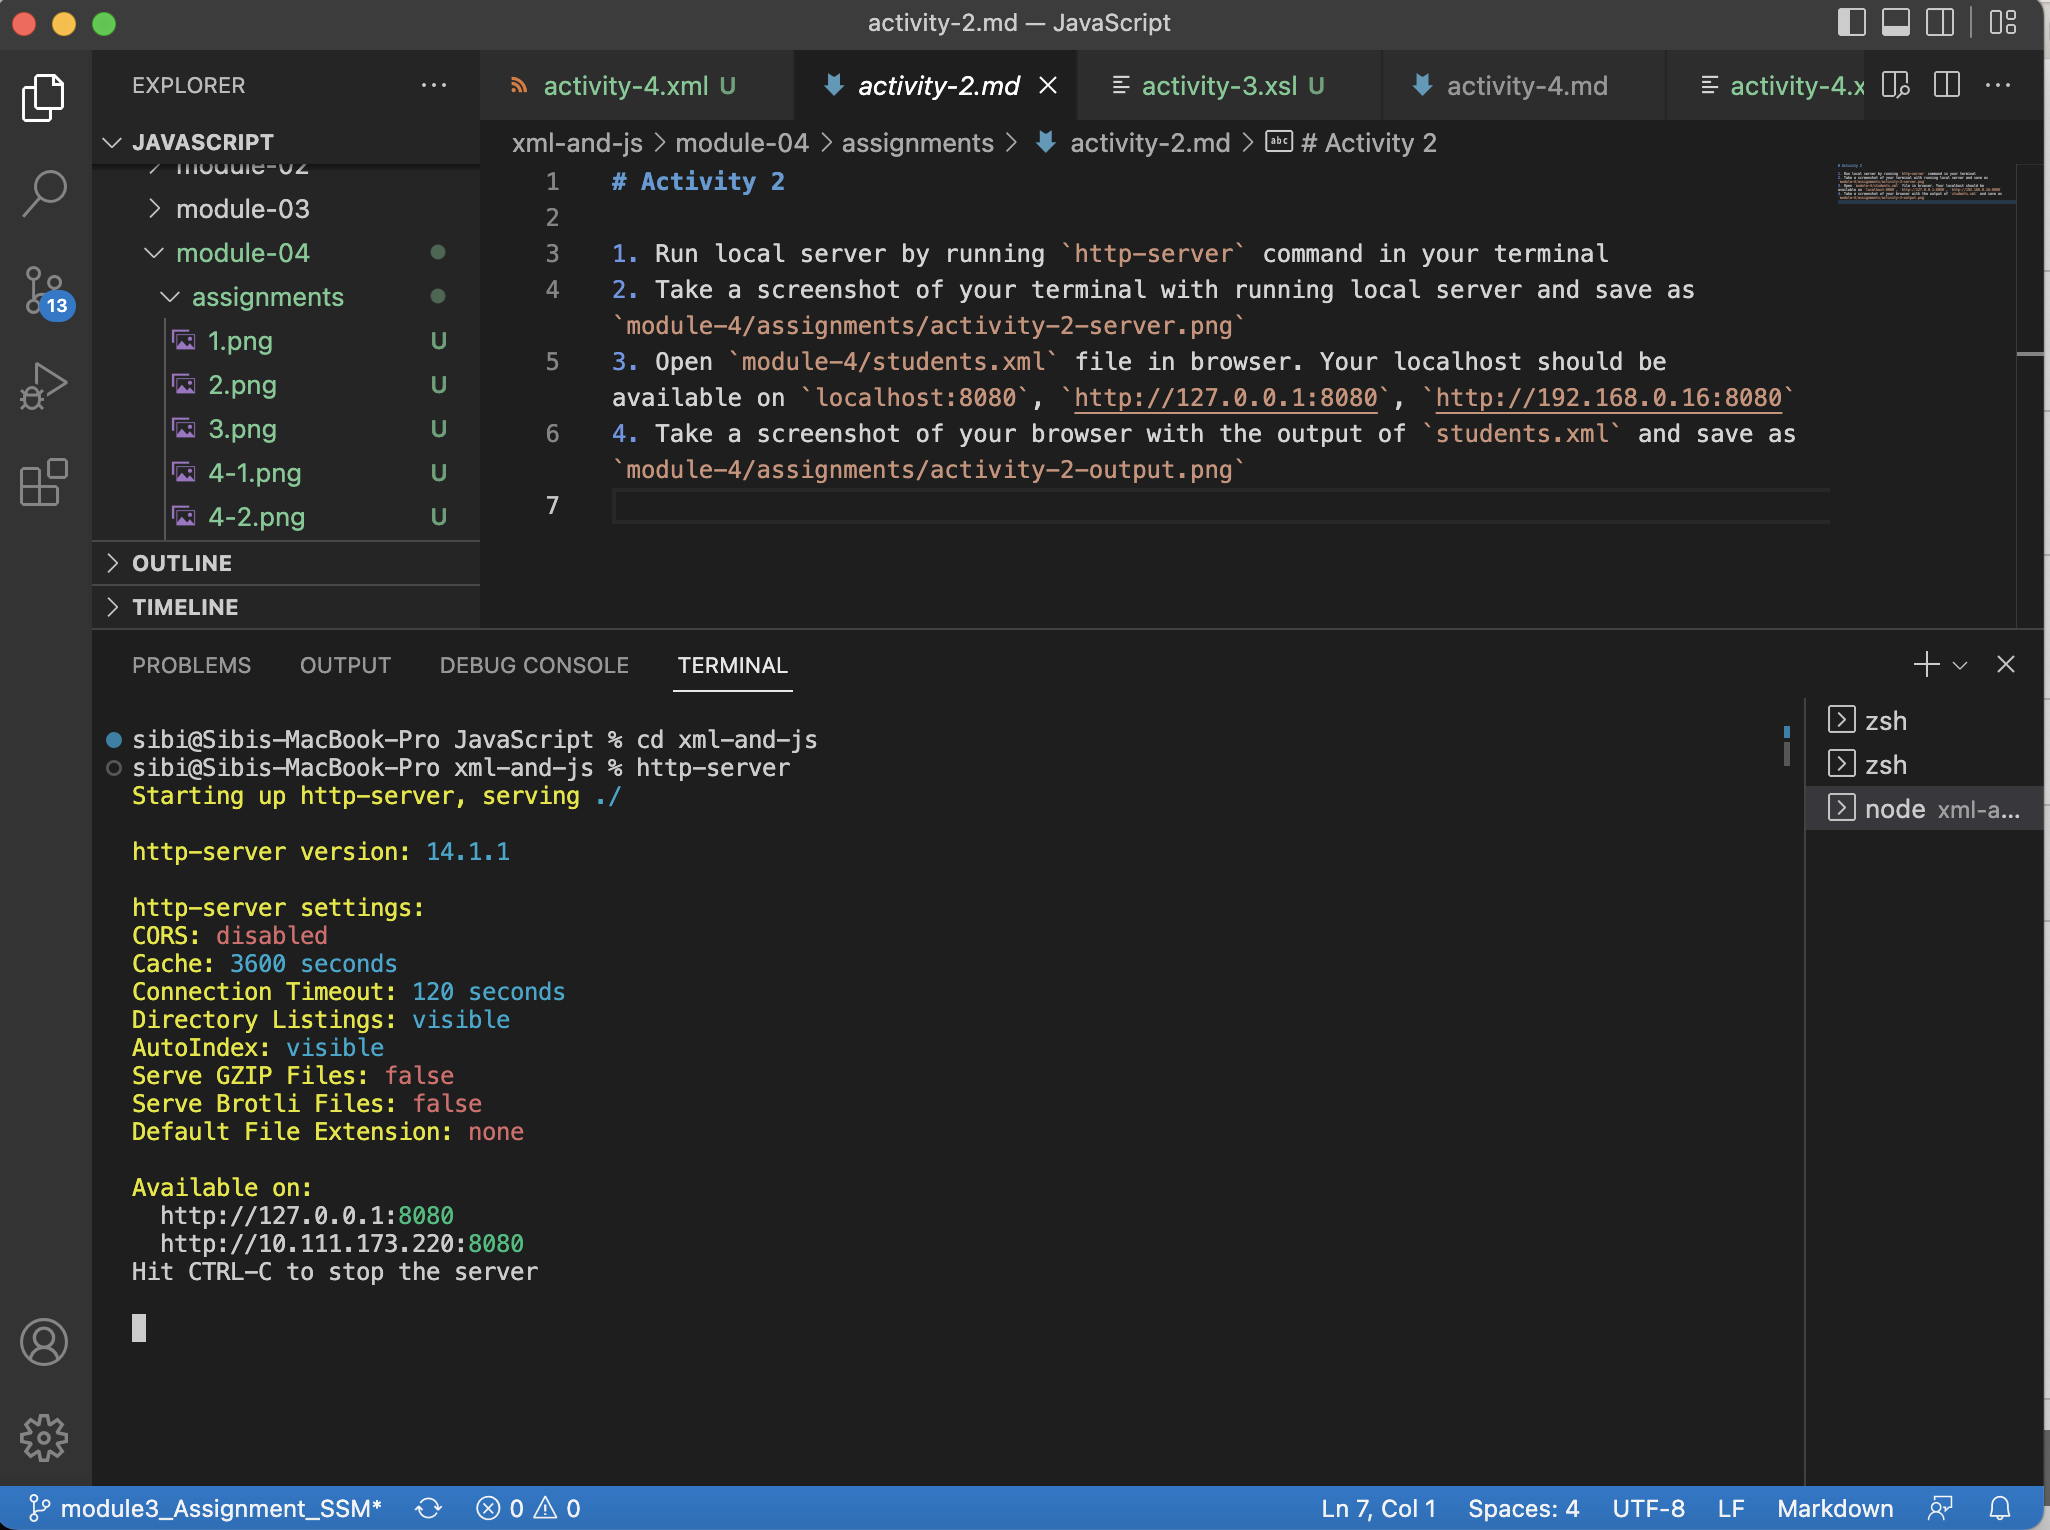 activity-2.md — JavaScript
EXPLORER
activity-4.xml U
activity-2.md
activity-3.xsl U
activity-4.md
activity-4.x
JAVASCRIPT
xml-and-js > module-04 > assignments > activity-2.md > # Activity 2
module-02
module-03
module-04
assignments
1.png U
2.png U
3.png U
4-1.png U
4-2.png U
OUTLINE
TIMELINE
13
1 # Activity 2
2
3 1. Run local server by running `http-server` command in your terminal
4 2. Take a screenshot of your terminal with running local server and save as
`module-4/assignments/activity-2-server.png`
5 3. Open `module-4/students.xml` file in browser. Your localhost should be
available on `localhost:8080`, `http://127.0.0.1:8080`, `http://192.168.0.16:8080`
6 4. Take a screenshot of your browser with the output of `students.xml` and save as
`module-4/assignments/activity-2-output.png`
7
PROBLEMS OUTPUT DEBUG CONSOLE TERMINAL
sibi@Sibis-MacBook-Pro JavaScript % cd xml-and-js
sibi@Sibis-MacBook-Pro xml-and-js % http-server
Starting up http-server, serving ./
http-server version: 14.1.1
http-server settings:
CORS: disabled
Cache: 3600 seconds
Connection Timeout: 120 seconds
Directory Listings: visible
AutoIndex: visible
Serve GZIP Files: false
Serve Brotli Files: false
Default File Extension: none
Available on:
http://127.0.0.1:8080
http://10.111.173.220:8080
Hit CTRL-C to stop the server
zsh
zsh
node xml-a...
module3_Assignment_SSM* 0 0
Ln 7, Col 1 Spaces: 4 UTF-8 LF Markdown